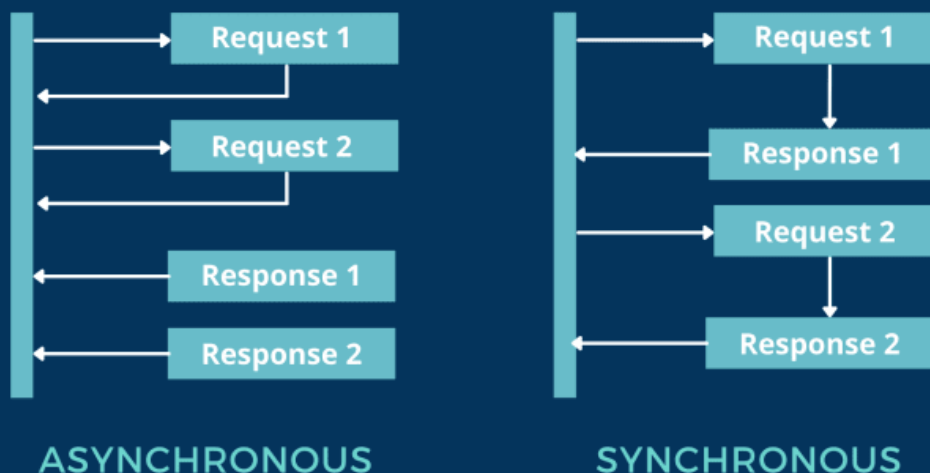 Request 1
Request 2
Response 1
Response 2
ASYNCHRONOUS
Request 1
Response 1
Request 2
Response 2
SYNCHRONOUS